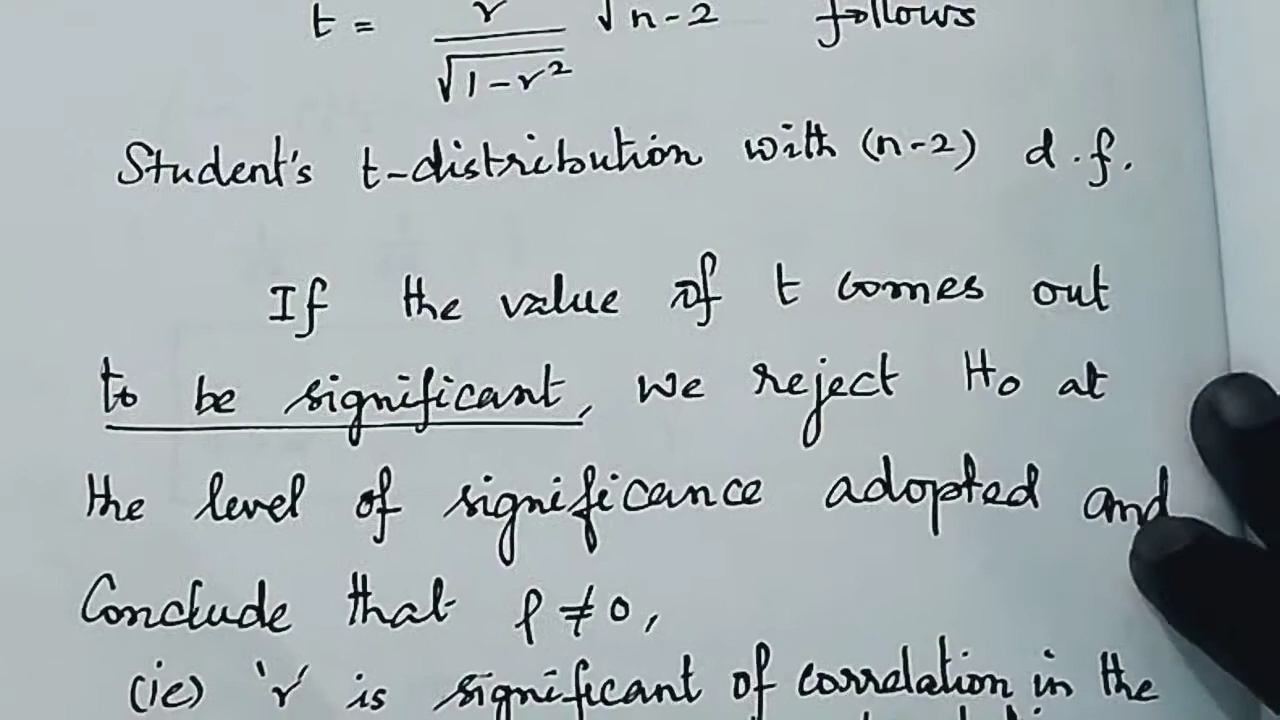 t = r/√1-r² √n-2 follows
Student's t-distribution with (n-2) d.f.
If the value of t comes out
to be significant, we reject H₀ at
the level of significance adopted and
Conclude that ρ ≠ 0,
(ie) 'r' is significant of correlation in the